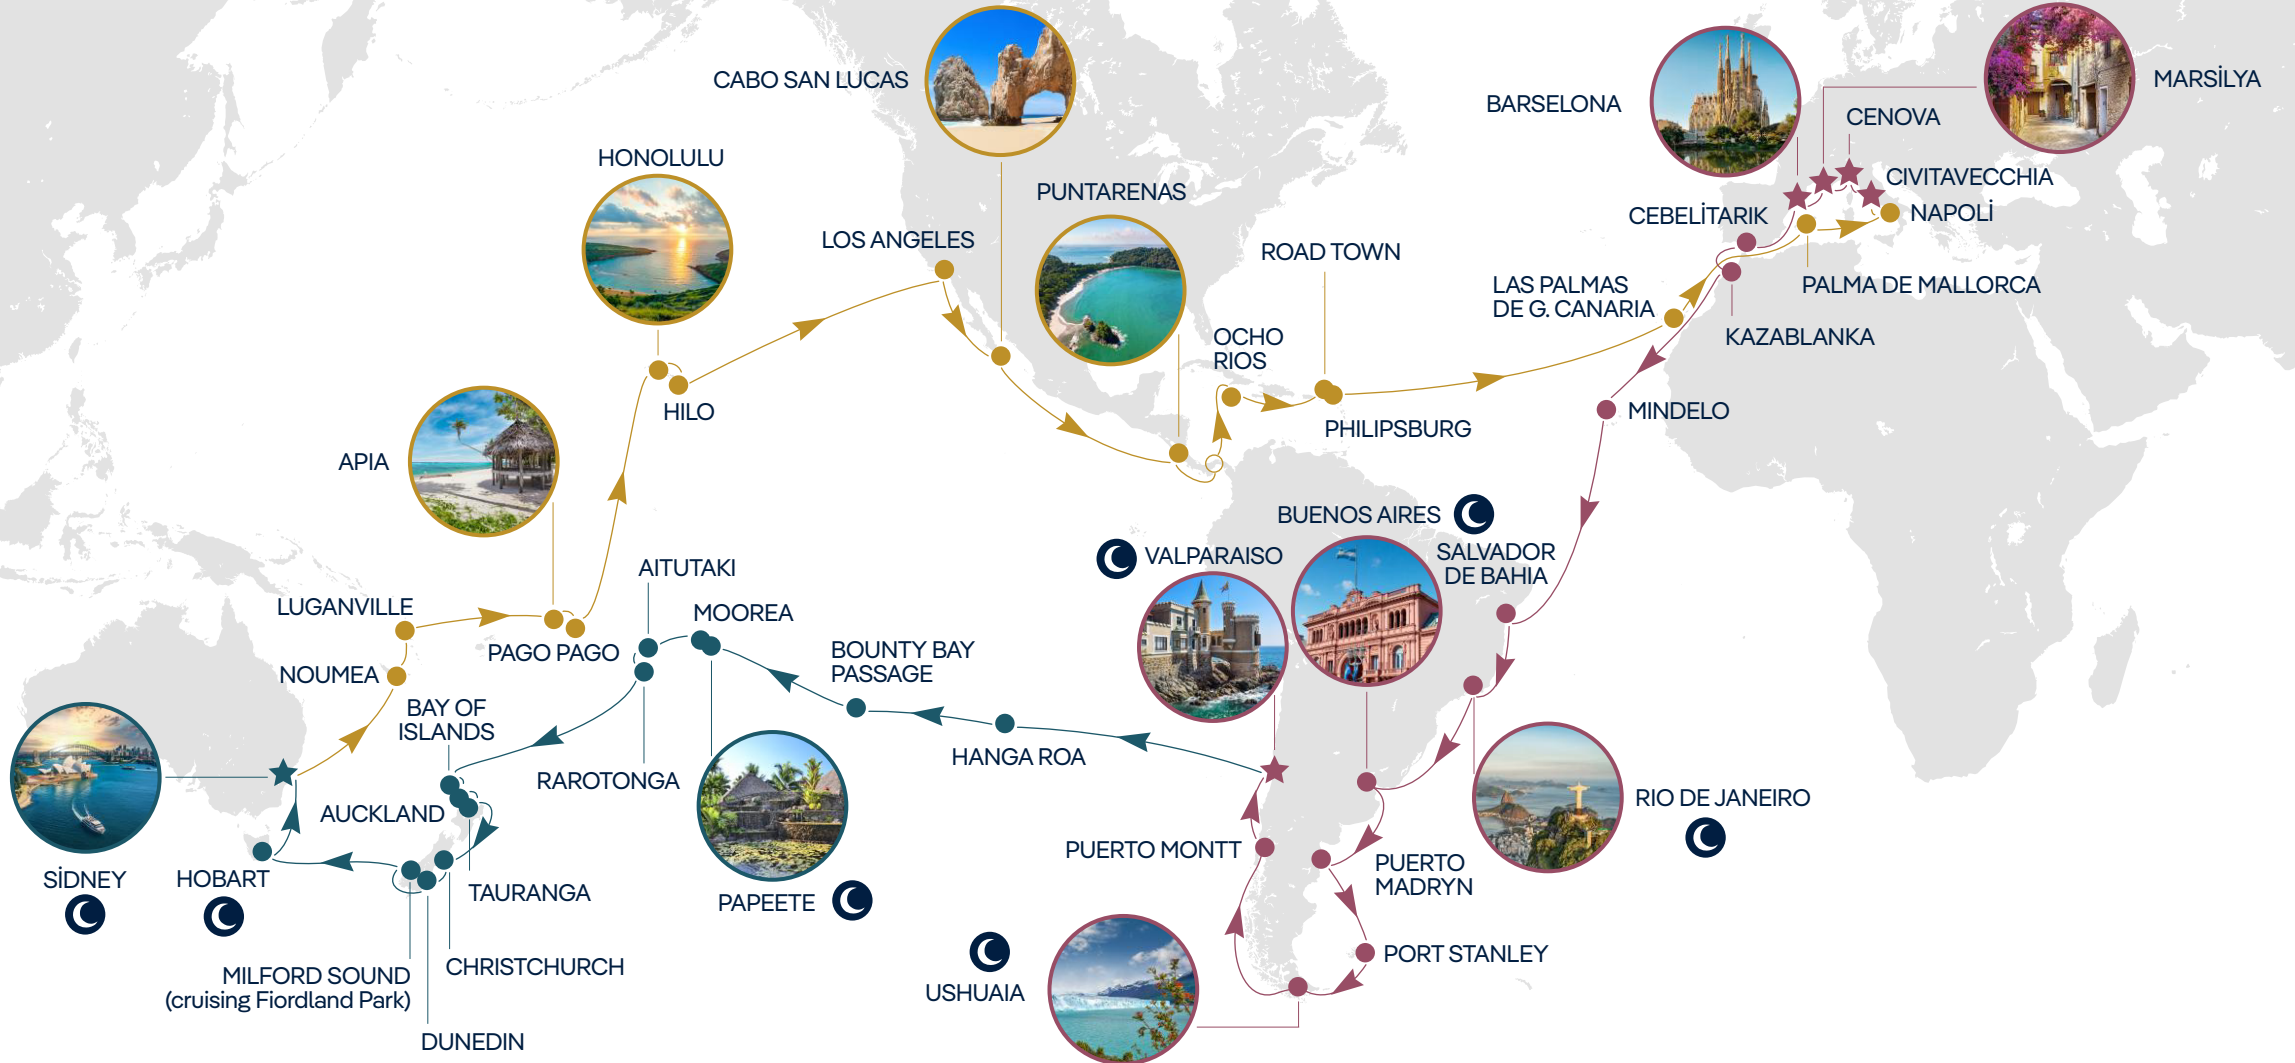 CABO SAN LUCAS
MARSİLYA
BARSELONA
CENOVA
HONOLULU
PUNTARENAS
CIVITAVECCHIA
CEBELİTARIK
NAPOLİ
LOS ANGELES
ROAD TOWN
LAS PALMAS
DE G. CANARIA
PALMA DE MALLORCA
OCHO
RIOS
KAZABLANKA
HILO
MINDELO
PHILIPSBURG
APIA
BUENOS AIRES
VALPARAISO
SALVADOR
DE BAHIA
AITUTAKI
LUGANVILLE
MOOREA
PAGO PAGO
BOUNTY BAY
PASSAGE
NOUMEA
BAY OF
ISLANDS
HANGA ROA
RAROTONGA
RIO DE JANEIRO
AUCKLAND
PUERTO MONTT
PUERTO
MADRYN
SİDNEY
HOBART
TAURANGA
PAPEETE
PORT STANLEY
CHRISTCHURCH
MILFORD SOUND
(cruising Fiordland Park)
USHUAIA
DUNEDIN